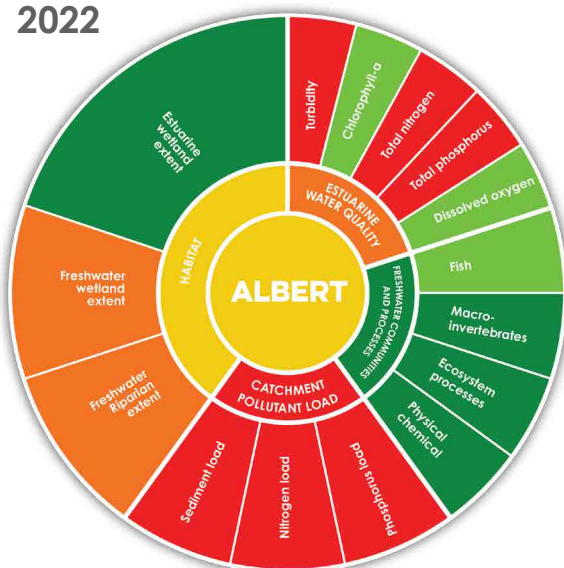 2022
Estuarine
wetland
extent
Turbidity
Chlorophyll-a
Total nitrogen
Total phosphorus
Dissolved oxygen
ESTUARINE
WATER QUALITY
HABITAT
ALBERT
Freshwater
wetland
extent
Fish
FRESHWATER COMMUNITIES
AND PROCESSES
Macro-
invertebrates
Ecosystem
processes
Physical
chemical
Freshwater
Riparian
extent
CATCHMENT
POLLUTANT LOAD
Sediment load
Nitrogen load
Phosphorus load